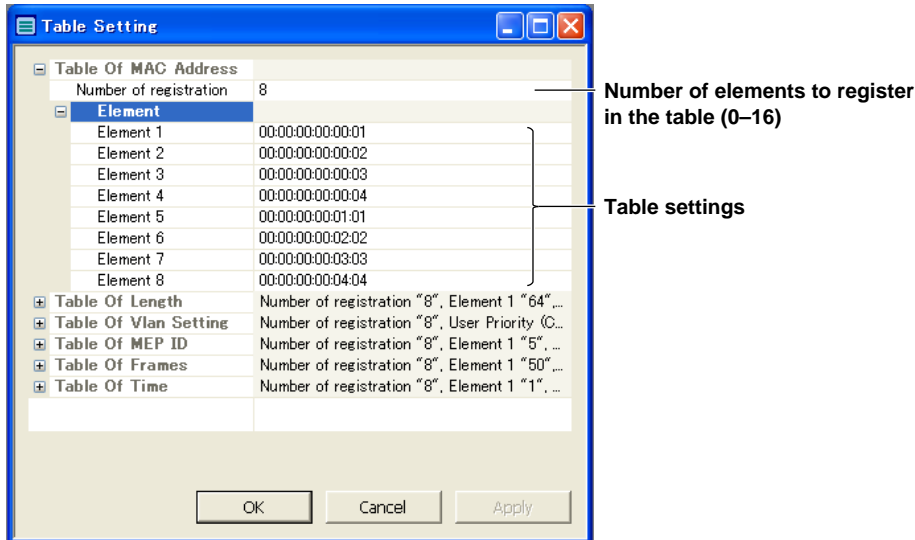 Table Setting
Table Of MAC Address
Number of registration 8
Element
Element 1 00:00:00:00:00:01
Element 2 00:00:00:00:00:02
Element 3 00:00:00:00:00:03
Element 4 00:00:00:00:00:04
Element 5 00:00:00:00:01:01
Element 6 00:00:00:00:02:02
Element 7 00:00:00:00:03:03
Element 8 00:00:00:00:04:04
Table Of Length Number of registration "8", Element 1 "64",...
Table Of Vlan Setting Number of registration "8", User Priority (C...
Table Of MEP ID Number of registration "8", Element 1 "5", ...
Table Of Frames Number of registration "8", Element 1 "50",...
Table Of Time Number of registration "8", Element 1 "1", ...
OK Cancel Apply
Number of elements to register
in the table (0–16)
Table settings